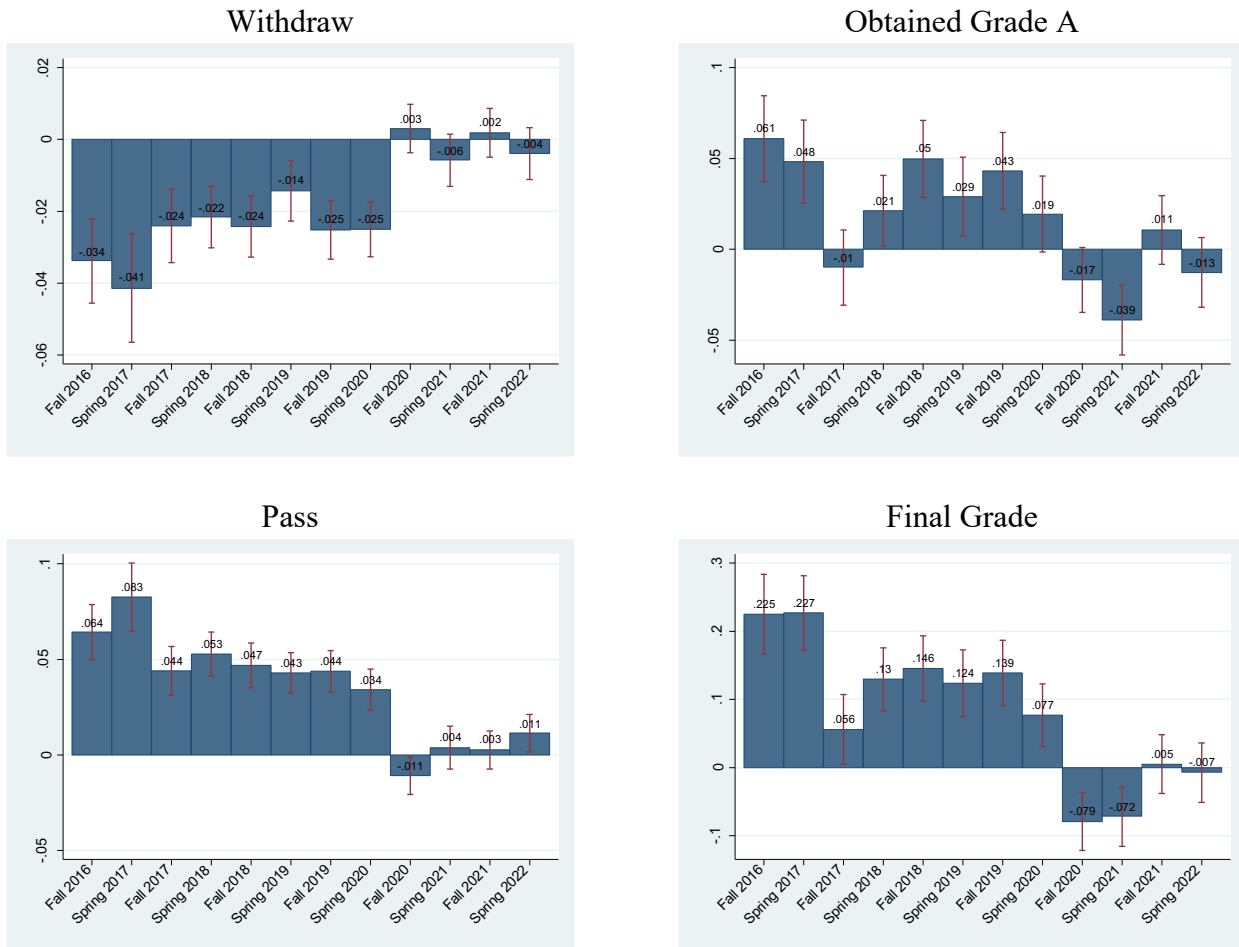 Withdraw
.02
0
-.02
-.04
-.06
-.034
-.041
-.024
-.022
-.024
-.014
-.025
-.025
.003
-.006
.002
-.004
Fall 2016
Spring 2017
Fall 2017
Spring 2018
Fall 2018
Spring 2019
Fall 2019
Spring 2020
Fall 2020
Spring 2021
Fall 2021
Spring 2022
Obtained Grade A
.1
.05
0
-.05
.061
.048
-.01
.021
.05
.029
.043
.019
-.017
-.039
.011
-.013
Fall 2016
Spring 2017
Fall 2017
Spring 2018
Fall 2018
Spring 2019
Fall 2019
Spring 2020
Fall 2020
Spring 2021
Fall 2021
Spring 2022
Pass
.1
.05
0
-.05
.064
.083
.044
.053
.047
.043
.044
.034
-.011
.004
.003
.011
Fall 2016
Spring 2017
Fall 2017
Spring 2018
Fall 2018
Spring 2019
Fall 2019
Spring 2020
Fall 2020
Spring 2021
Fall 2021
Spring 2022
Final Grade
.3
.2
.1
0
-.1
.225
.227
.056
.13
.146
.124
.139
.077
-.079
-.072
.005
-.007
Fall 2016
Spring 2017
Fall 2017
Spring 2018
Fall 2018
Spring 2019
Fall 2019
Spring 2020
Fall 2020
Spring 2021
Fall 2021
Spring 2022